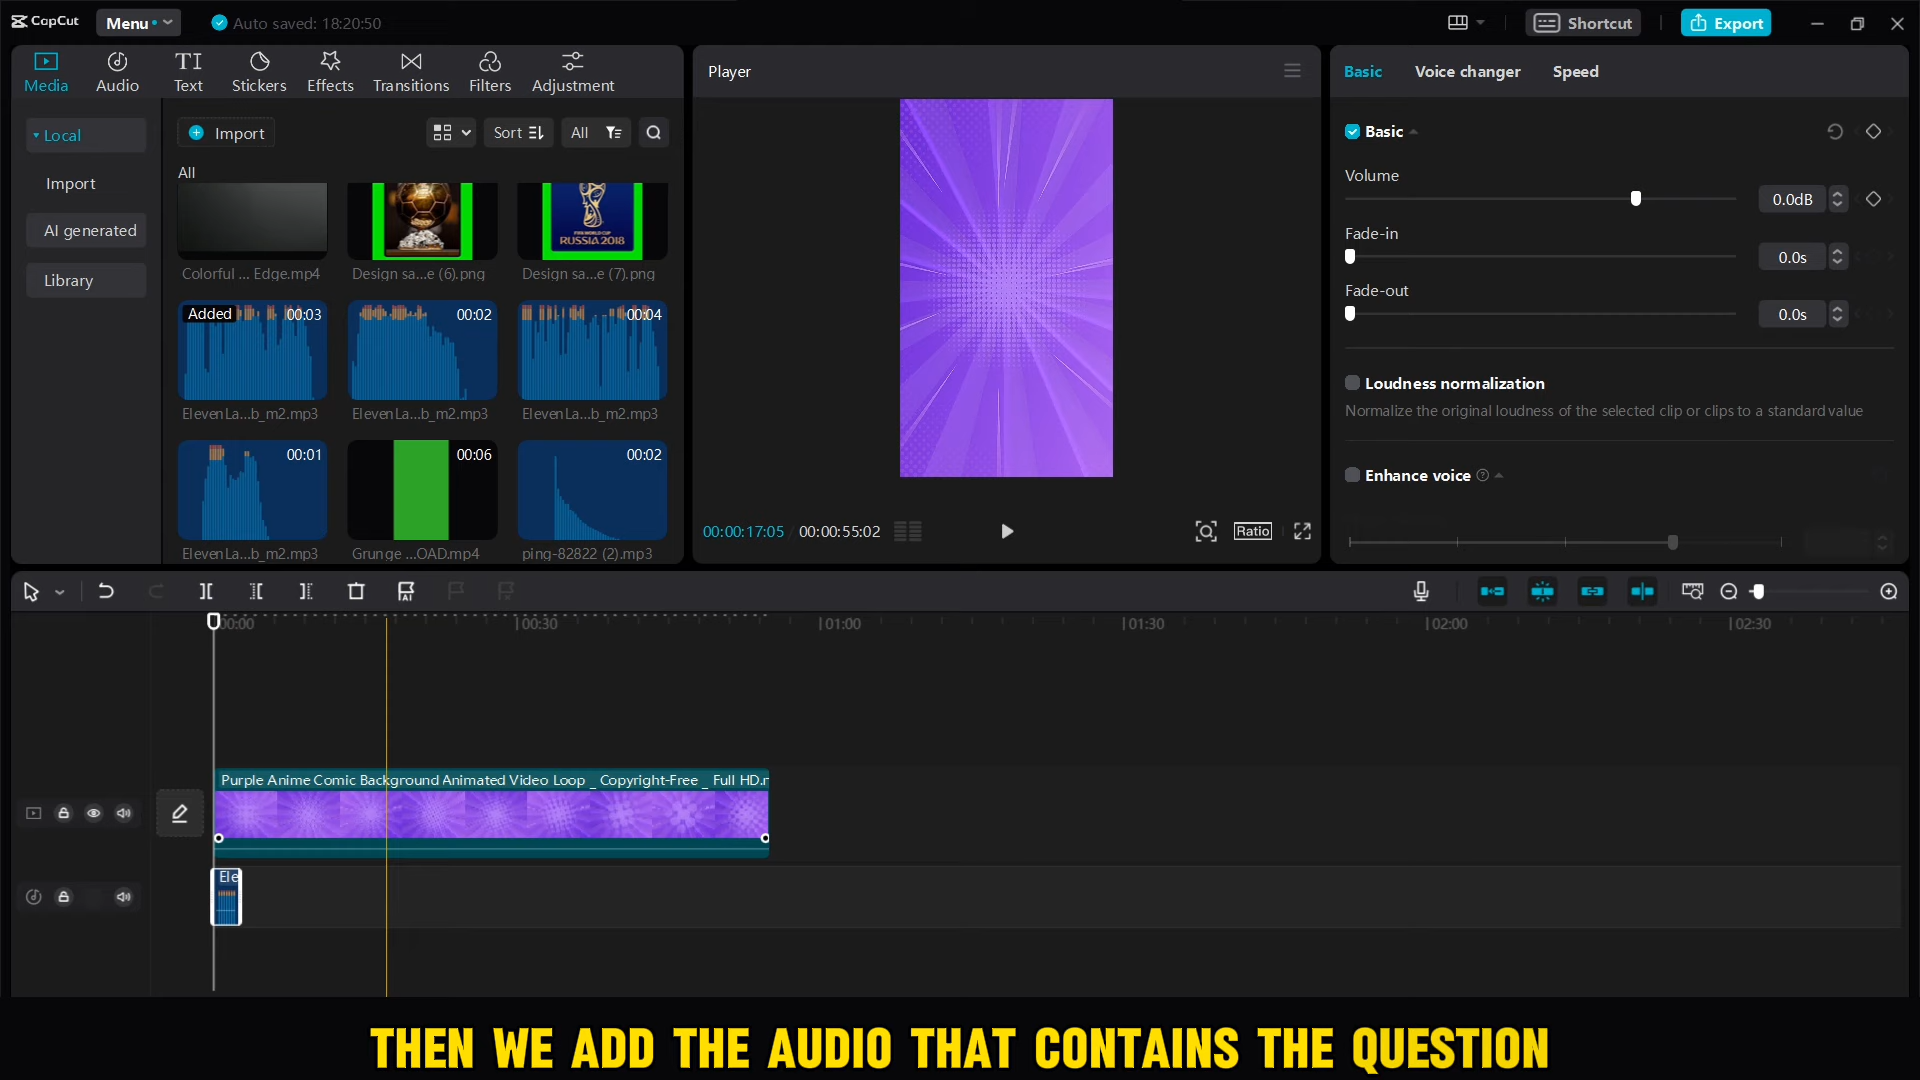 CapCut
Menu
Auto saved: 18:20:50
Shortcut
Export
Media
Audio
TI
Text
Stickers
Effects
Transitions
Filters
Adjustment
Local
Import
AI generated
Library
Import
Sort
All
All
RUSSIA 2018
Colorful ... Edge.mp4
Design sa...e (6).png
Design sa...e (7).png
Added
00:03
00:02
00:04
ElevenLa...b_m2.mp3
ElevenLa...b_m2.mp3
ElevenLa...b_m2.mp3
00:01
00:06
00:02
ElevenLa...b_m2.mp3
Grunge ...OAD.mp4
ping-82822 (2).mp3
Player
00:00:17:05 / 00:00:55:02
Ratio
Basic
Voice changer
Speed
Basic
Volume
0.0dB
Fade-in
0.0s
Fade-out
0.0s
Loudness normalization
Normalize the original loudness of the selected clip or clips to a standard value
Enhance voice
00:00
00:30
01:00
01:30
02:00
02:30
Purple Anime Comic Background Animated Video Loop _ Copyright-Free _ Full HD.
Ele
THEN WE ADD THE AUDIO THAT CONTAINS THE QUESTION